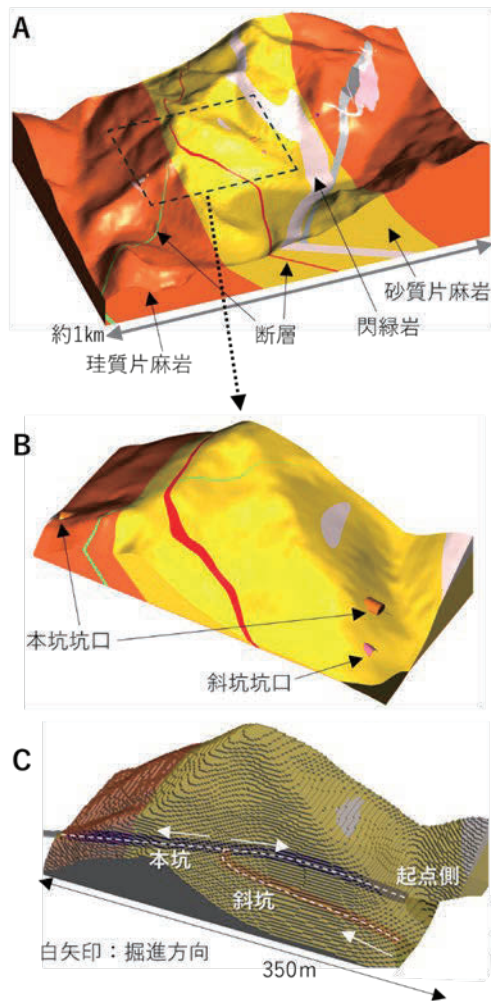 A
砂質片麻岩
閃緑岩
断層
約1km
珪質片麻岩
B
本坑坑口
斜坑坑口
C
本坑
起点側
斜坑
白矢印：掘進方向
350m